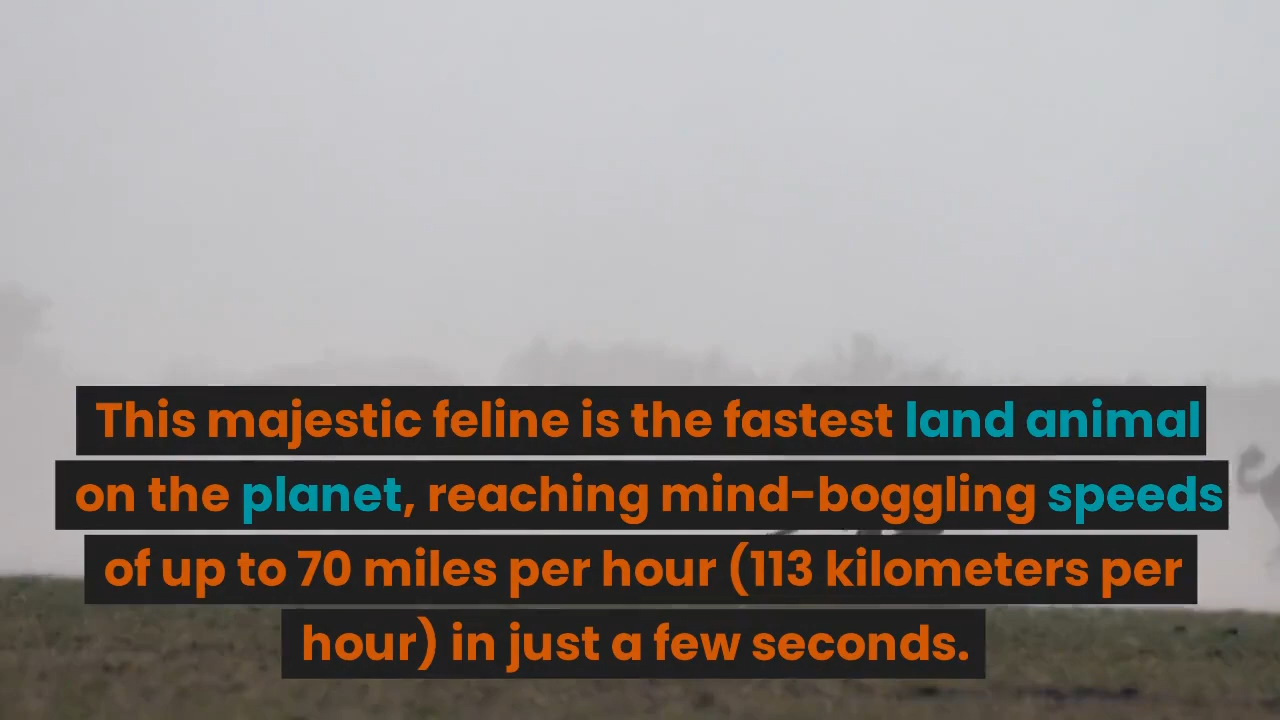 This majestic feline is the fastest land animal
on the planet, reaching mind-boggling speeds
of up to 70 miles per hour (113 kilometers per
hour) in just a few seconds.